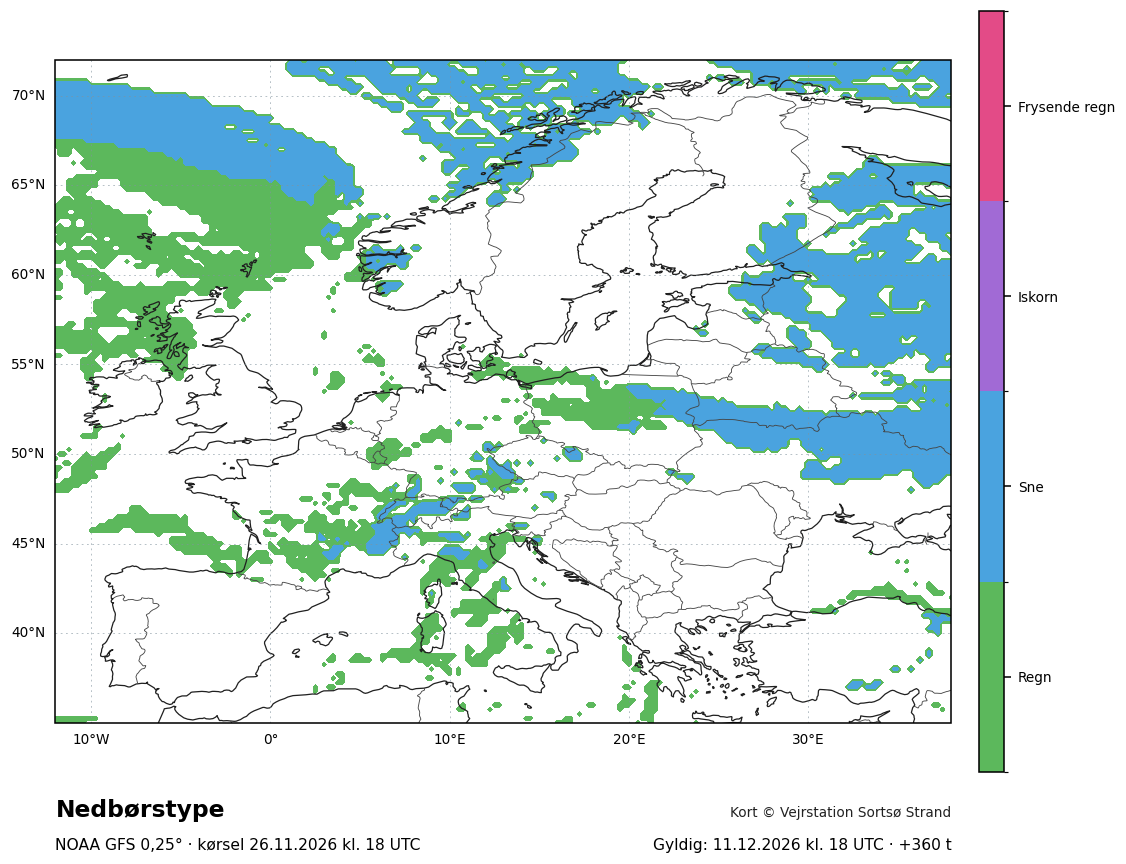 Frysende regn
Iskorn
Sne
Regn
70°N
65°N
60°N
55°N
50°N
45°N
40°N
10°W
0°
10°E
20°E
30°E
Nedbørstype
Kort © Vejrstation Sortsø Strand
NOAA GFS 0,25° · kørsel 26.11.2026 kl. 18 UTC
Gyldig: 11.12.2026 kl. 18 UTC · +360 t